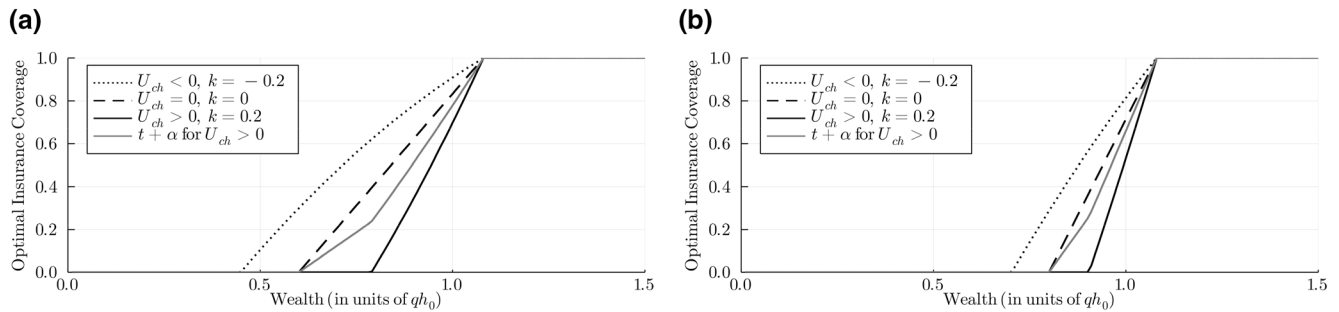 (a)
Optimal Insurance Coverage
1.0
0.8
0.6
0.4
0.2
0.0
U_ch < 0, k = − 0.2
U_ch = 0, k = 0
U_ch > 0, k = 0.2
t + α for U_ch > 0
0.0 0.5 1.0 1.5
Wealth (in units of qh₀)
(b)
Optimal Insurance Coverage
1.0
0.8
0.6
0.4
0.2
0.0
U_ch < 0, k = − 0.2
U_ch = 0, k = 0
U_ch > 0, k = 0.2
t + α for U_ch > 0
0.0 0.5 1.0 1.5
Wealth (in units of qh₀)